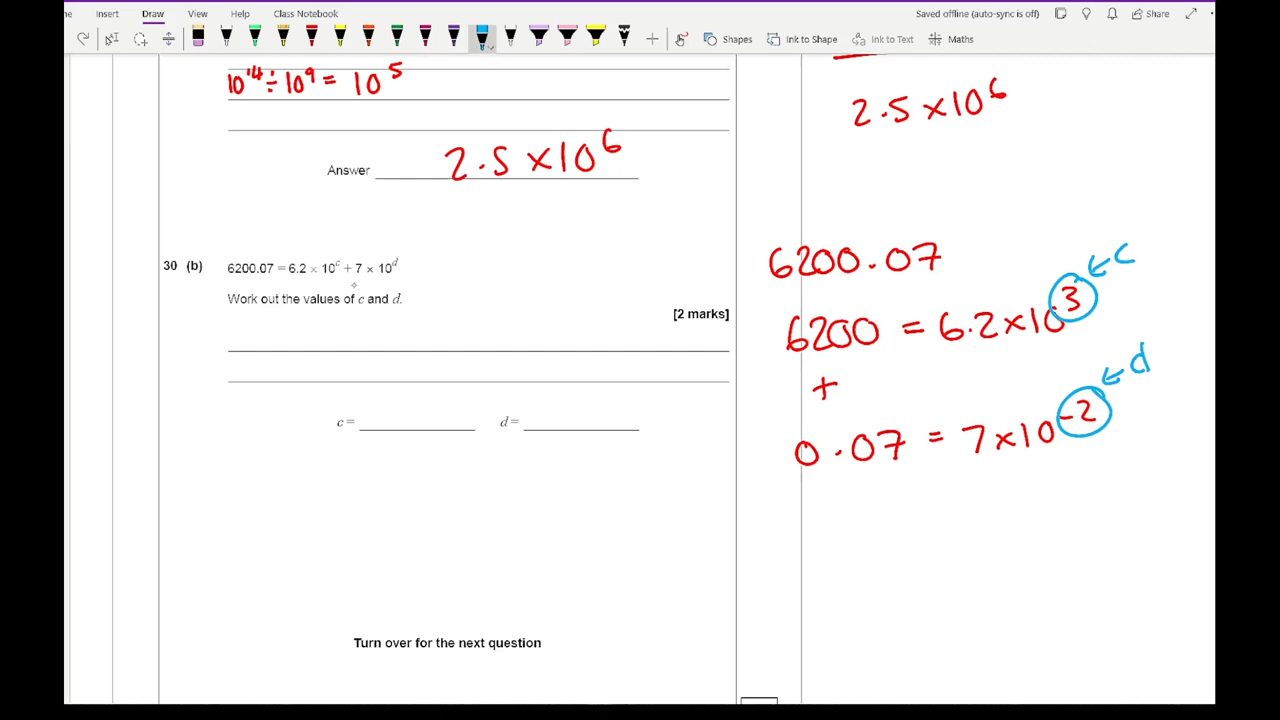 me Insert Draw View Help Class Notebook Saved offline (auto-sync is off) Share
Shapes Ink to Shape Ink to Text Maths
10¹⁴ ÷ 10⁹ = 10⁵
2.5 × 10⁶
Answer 2.5 × 10⁶
30 (b) 6200.07 = 6.2 × 10ᶜ + 7 × 10ᵈ
Work out the values of c and d.
[2 marks]
c =
d =
Turn over for the next question
6200.07
6200 = 6.2 × 10³ ← c
+
0.07 = 7 × 10⁻² ← d